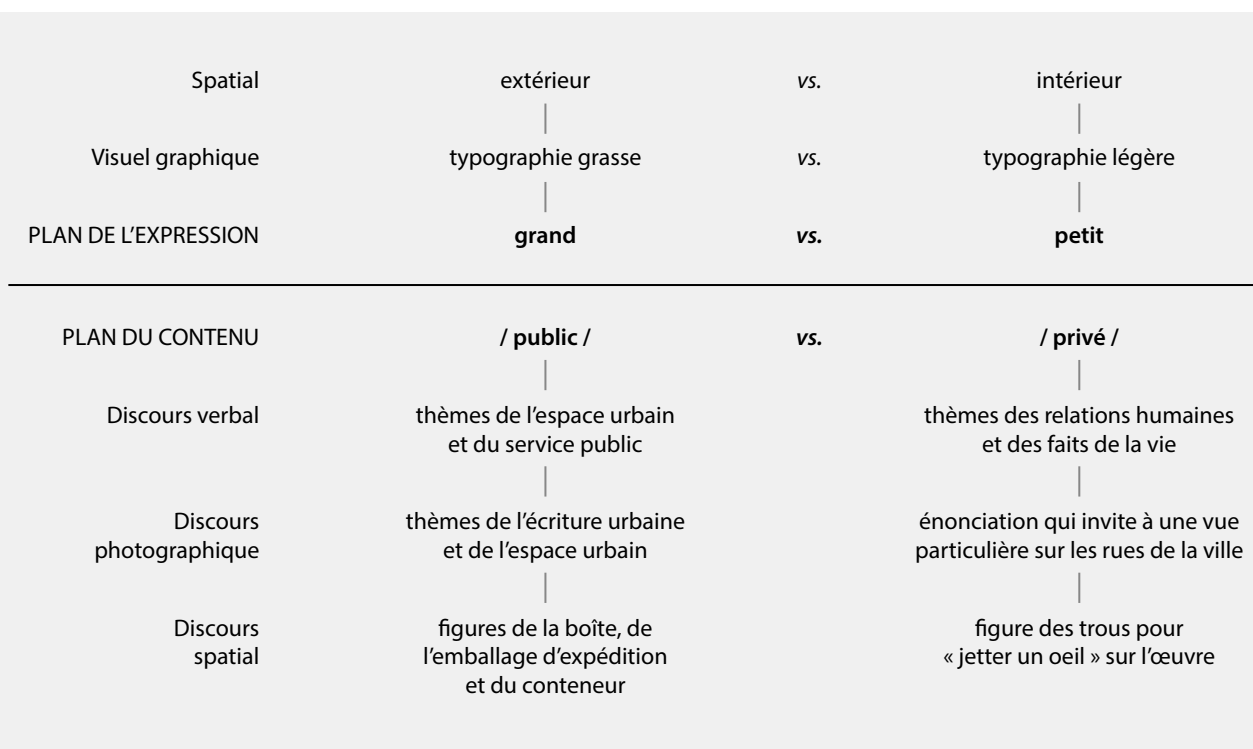 Spatial extérieur vs. intérieur
Visuel graphique typographie grasse vs. typographie légère
PLAN DE L’EXPRESSION grand vs. petit
PLAN DU CONTENU / public / vs. / privé /
Discours verbal thèmes de l’espace urbain thèmes des relations humaines
et du service public et des faits de la vie
Discours thèmes de l’écriture urbaine énonciation qui invite à une vue
photographique et de l’espace urbain particulière sur les rues de la ville
Discours figures de la boîte, de figure des trous pour
spatial l’emballage d’expédition « jetter un oeil » sur l’œuvre
et du conteneur